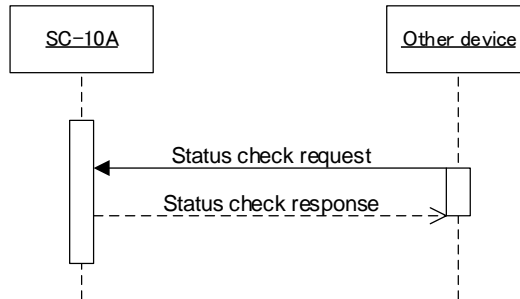 SC-10A
Other device
Status check request
Status check response